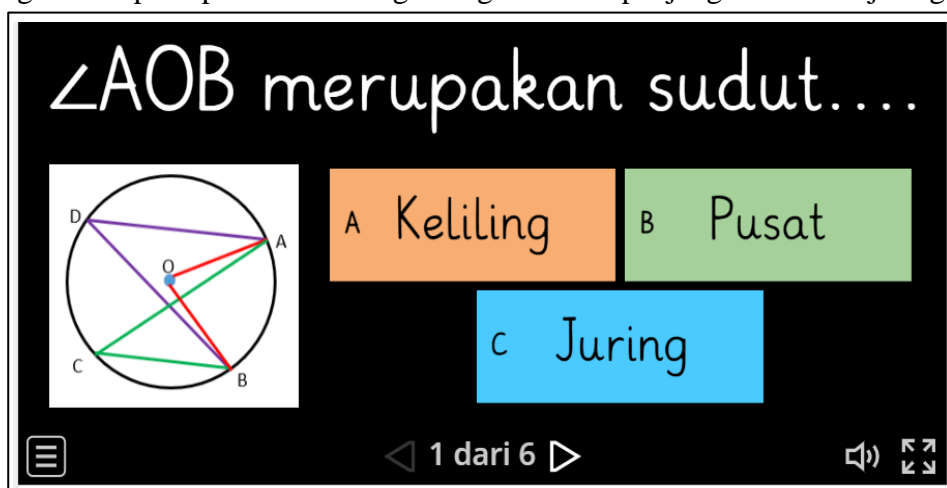 ∠AOB merupakan sudut....
D
A
O
C
B
A Keliling
B Pusat
C Juring
1 dari 6